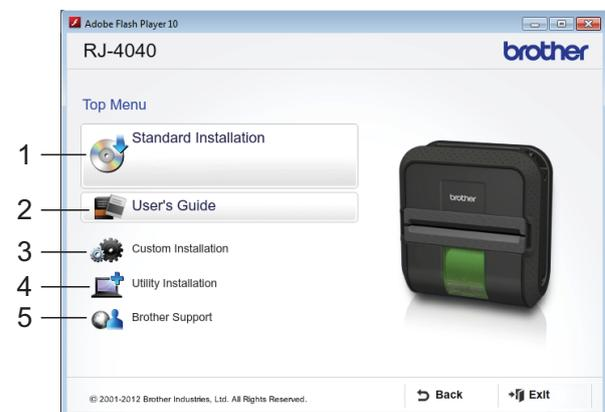 Adobe Flash Player 10
RJ-4040
brother
Top Menu
1
Standard Installation
brother
2
User's Guide
3
Custom Installation
4
Utility Installation
5
Brother Support
© 2001-2012 Brother Industries, Ltd. All Rights Reserved.
Back
Exit